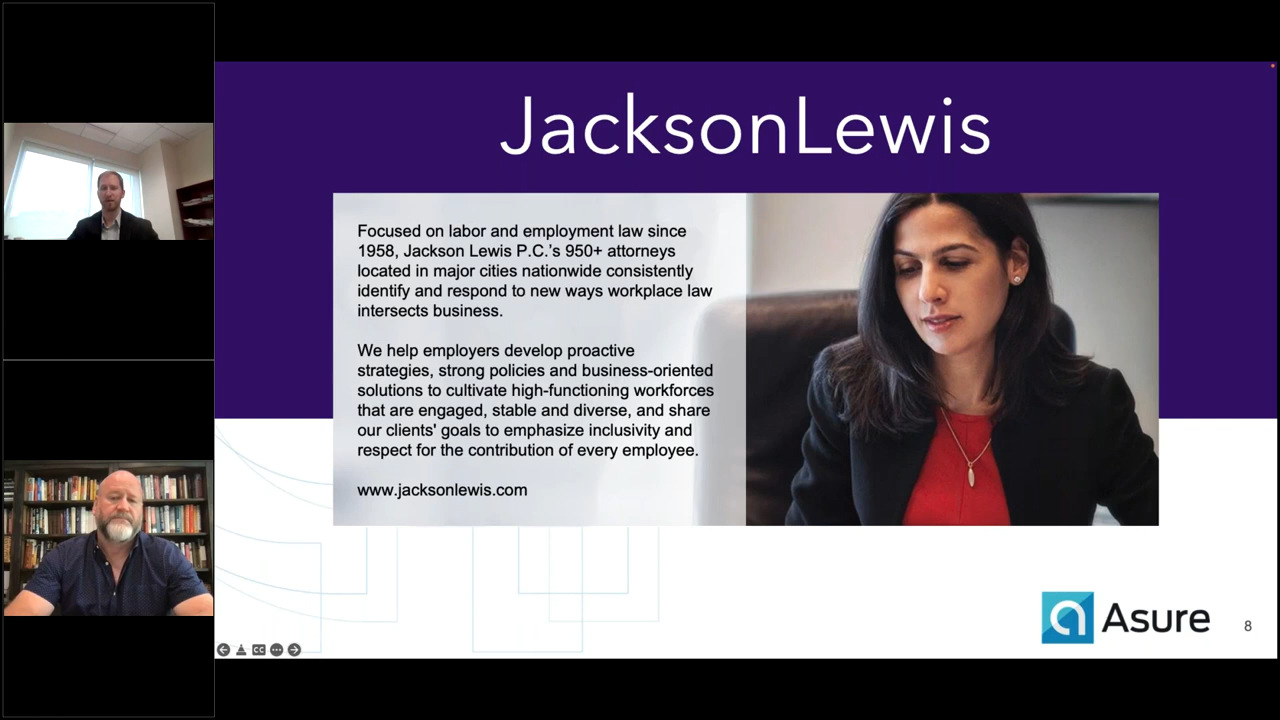 JacksonLewis
Focused on labor and employment law since
1958, Jackson Lewis P.C.'s 950+ attorneys
located in major cities nationwide consistently
identify and respond to new ways workplace law
intersects business.
We help employers develop proactive
strategies, strong policies and business-oriented
solutions to cultivate high-functioning workforces
that are engaged, stable and diverse, and share
our clients' goals to emphasize inclusivity and
respect for the contribution of every employee.
www.jacksonlewis.com
a Asure
8
CC